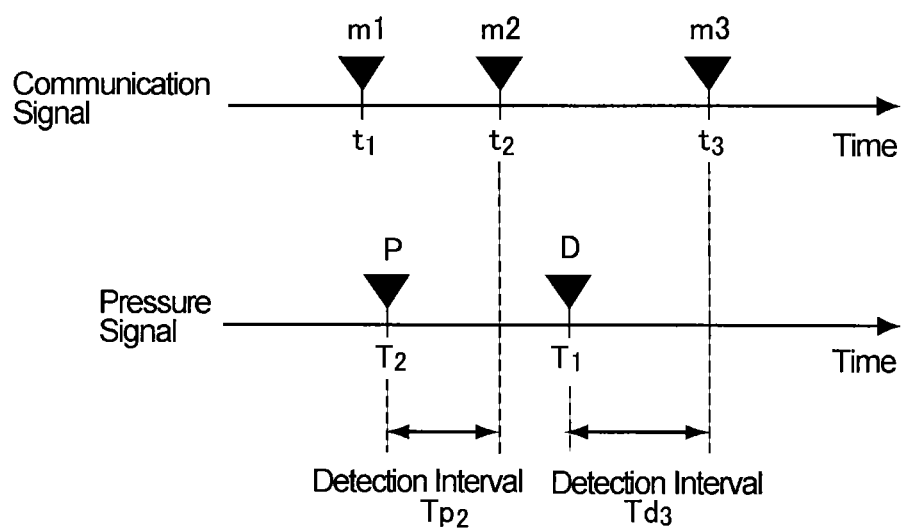 m1 m2 m3
Communication
Signal
t1 t2 t3 Time
P D
Pressure
Signal
T2 T1 Time
Detection Interval Detection Interval
Tp2 Td3